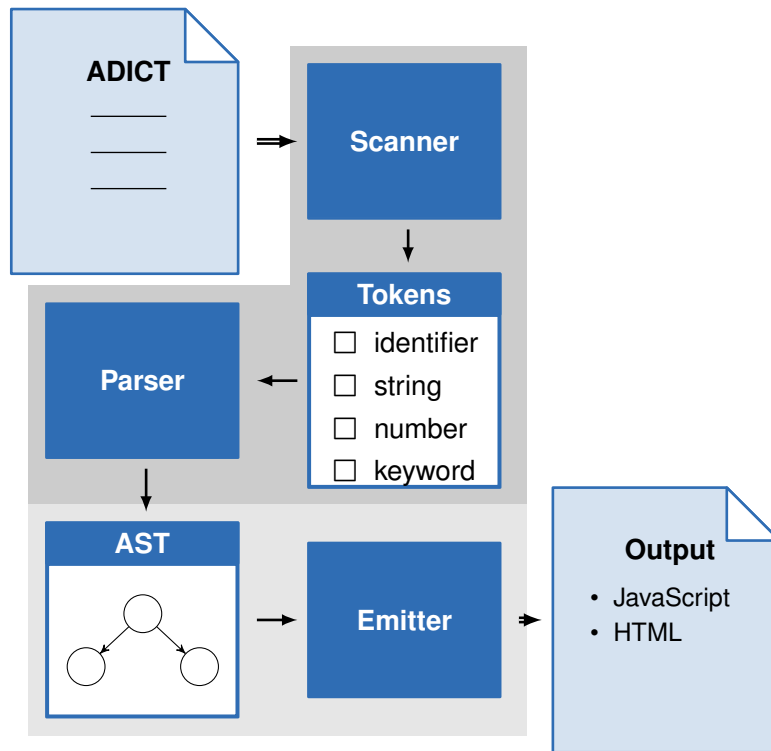 ADICT
Scanner
Tokens
identifier
string
number
keyword
Parser
AST
Emitter
Output
• JavaScript
• HTML